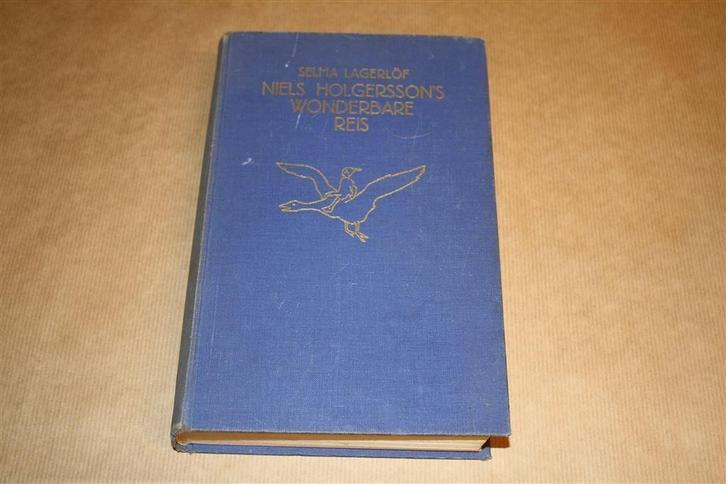 SELMA LAGERLÖF
NIELS HOLGERSSON'S
WONDERBARE
REIS